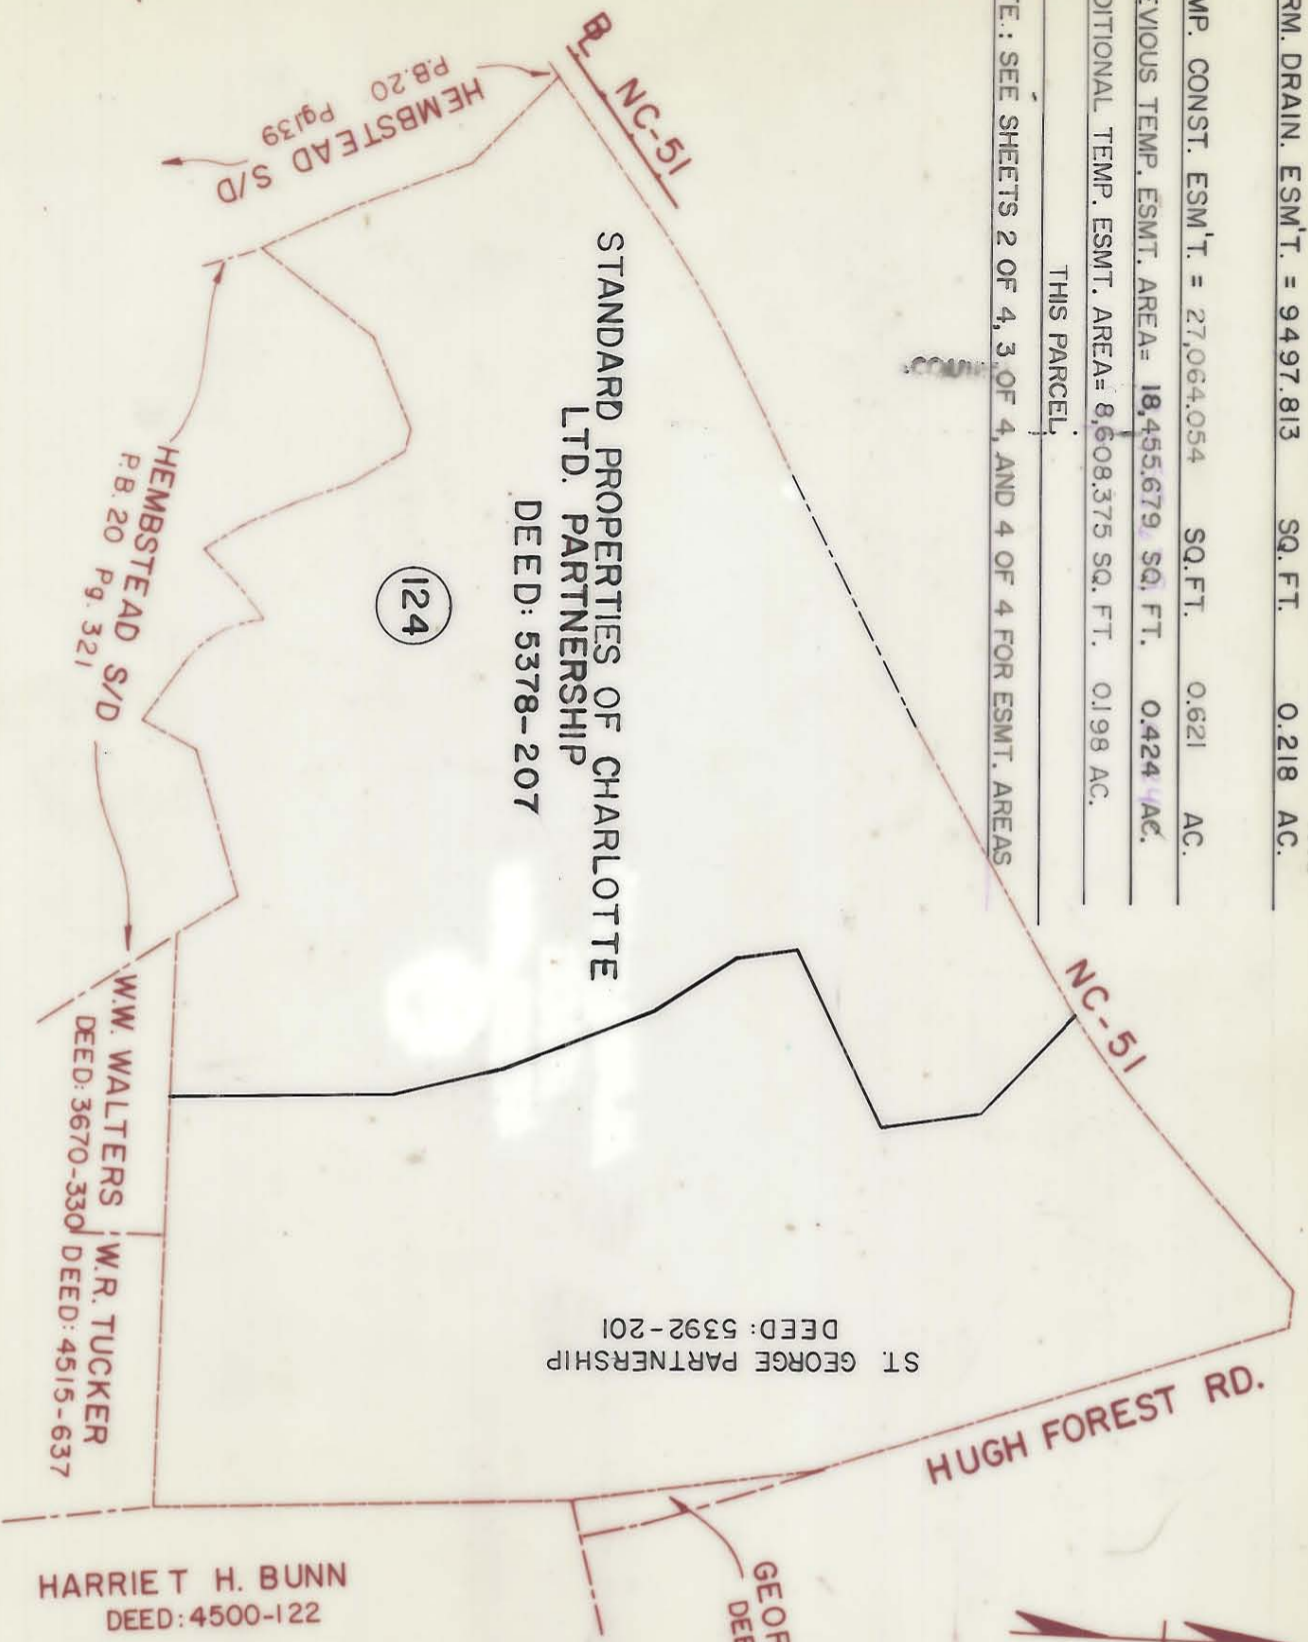 RM. DRAIN. ESM'T. = 9497.813 SQ. FT. 0.218 AC.
MP. CONST. ESM'T. = 27,064.054 SQ.FT. 0.621 AC.
EVIOUS TEMP. ESMT. AREA= 18,455.679 SQ. FT. 0.424 AC.
DITIONAL TEMP. ESMT. AREA= 8,608.375 SQ. FT. 0.198 AC.
THIS PARCEL
TE.: SEE SHEETS 2 OF 4, 3 OF 4, AND 4 OF 4 FOR ESMT. AREAS
BL NC-51
HEMBSTEAD S/D
P.B.20 Pg139
STANDARD PROPERTIES OF CHARLOTTE
LTD. PARTNERSHIP
DEED: 5378-207
124
HEMBSTEAD S/D
P.B.20 Pg. 321
NC-51
W.W. WALTERS
DEED: 3670-330
W.R. TUCKER
DEED: 4515-637
ST. GEORGE PARTNERSHIP
DEED: 5392-201
HUGH FOREST RD.
HARRIET H. BUNN
DEED: 4500-122
GEOR
DEE